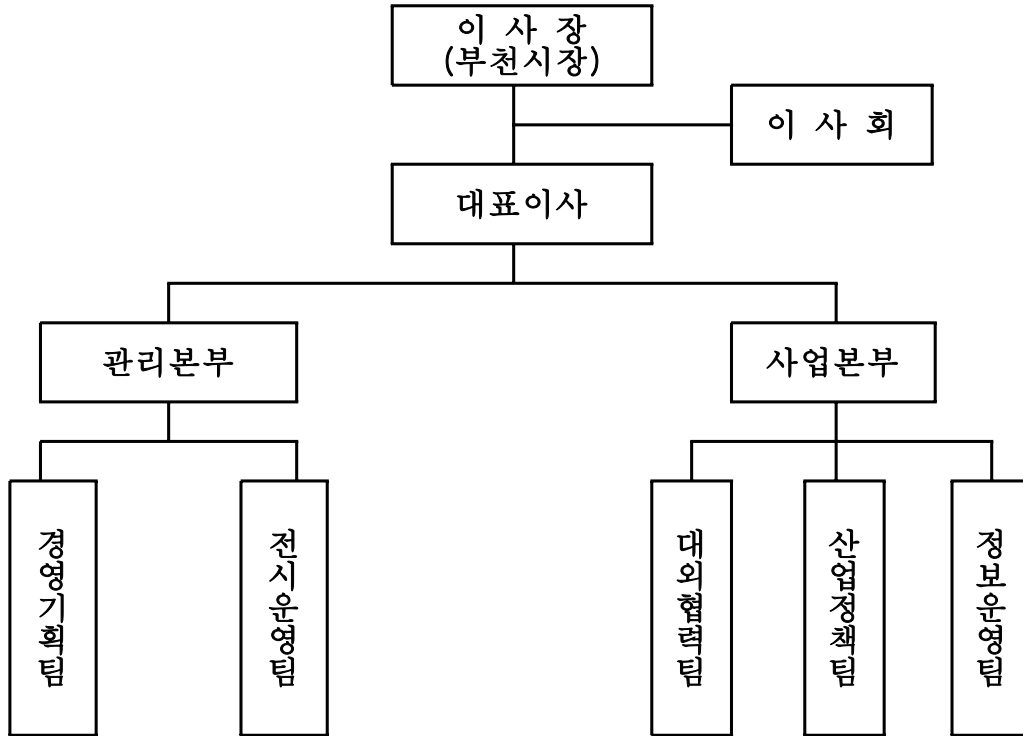 이 사 장
(부천시장)
이 사 회
대표이사
관리본부
사업본부
경영기획팀
전시운영팀
대외협력팀
산업정책팀
정보운영팀